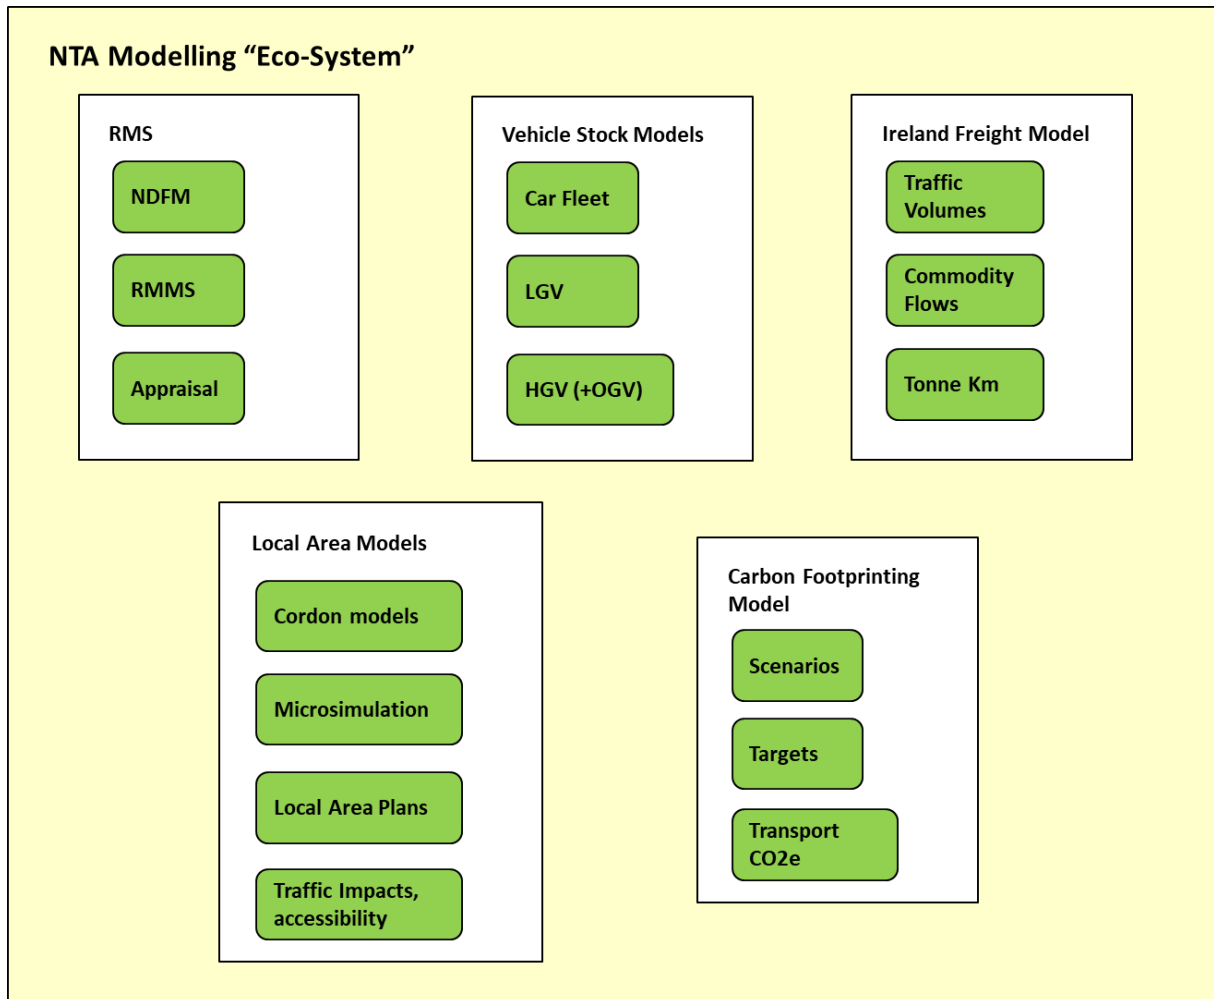 NTA Modelling “Eco-System”
RMS
NDFM
RMMS
Appraisal
Vehicle Stock Models
Car Fleet
LGV
HGV (+OGV)
Ireland Freight Model
Traffic
Volumes
Commodity
Flows
Tonne Km
Local Area Models
Cordon models
Microsimulation
Local Area Plans
Traffic Impacts,
accessibility
Carbon Footprinting
Model
Scenarios
Targets
Transport
CO2e